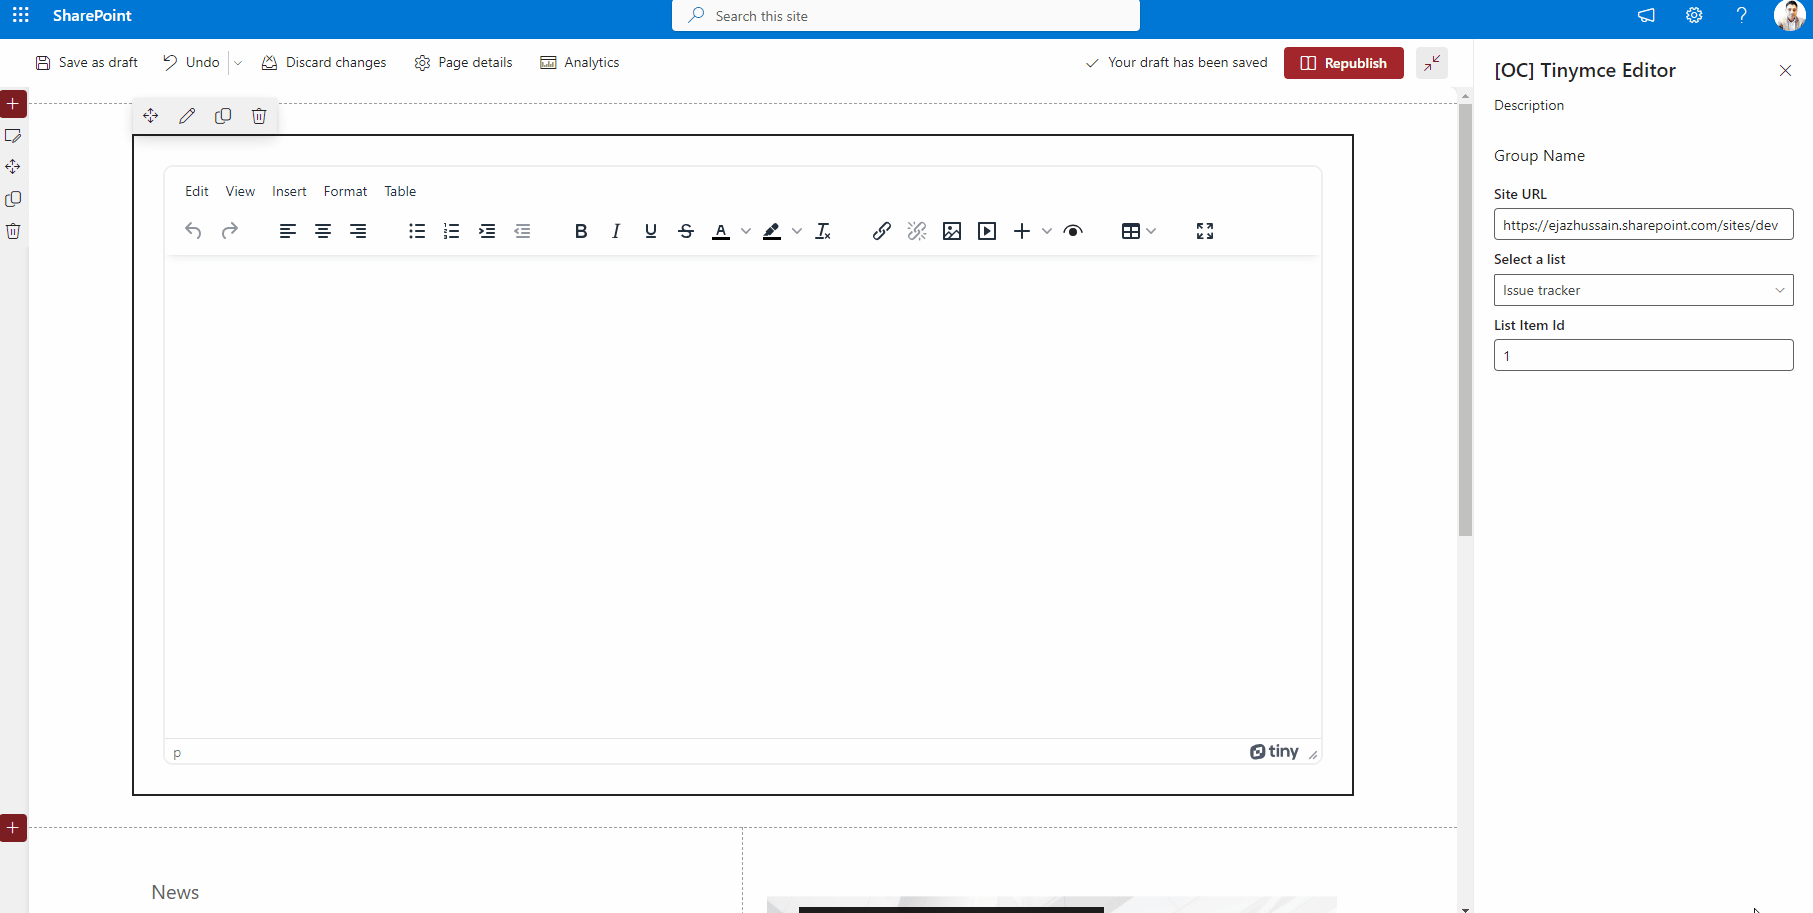 SharePoint
Search this site
Save as draft Undo Discard changes Page details Analytics
Your draft has been saved Republish
[OC] Tinymce Editor
Description
Group Name
Site URL
https://ejazhussain.sharepoint.com/sites/dev
Select a list
Issue tracker
List Item Id
1
Edit View Insert Format Table
p
tiny
News